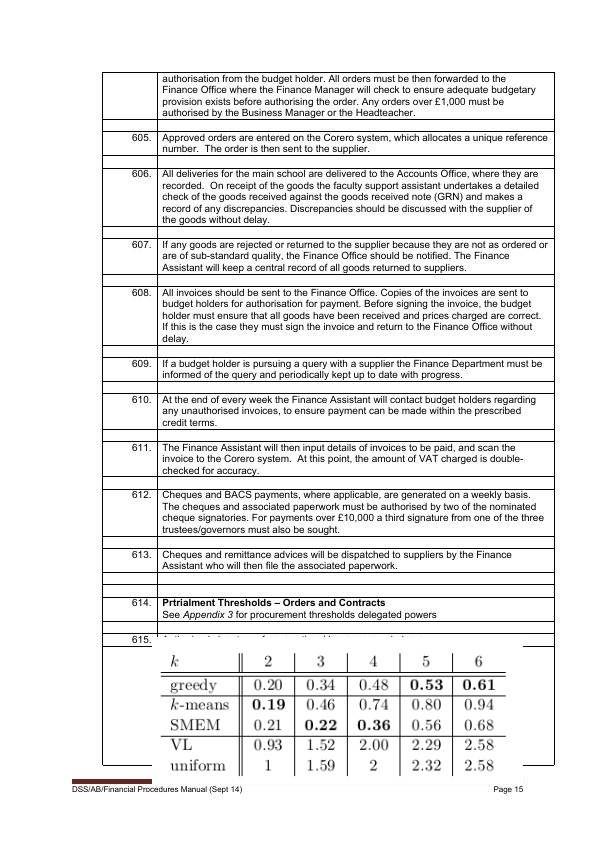 authorisation from the budget holder. All orders must be then forwarded to the
Finance Office where the Finance Manager will check to ensure adequate budgetary
provision exists before authorising the order. Any orders over £1,000 must be
authorised by the Business Manager or the Headteacher.
605. Approved orders are entered on the Corero system, which allocates a unique reference
number. The order is then sent to the supplier.
606. All deliveries for the main school are delivered to the Accounts Office, where they are
recorded. On receipt of the goods the faculty support assistant undertakes a detailed
check of the goods received against the goods received note (GRN) and makes a
record of any discrepancies. Discrepancies should be discussed with the supplier of
the goods without delay.
607. If any goods are rejected or returned to the supplier because they are not as ordered or
are of sub-standard quality, the Finance Office should be notified. The Finance
Assistant will keep a central record of all goods returned to suppliers.
608. All invoices should be sent to the Finance Office. Copies of the invoices are sent to
budget holders for authorisation for payment. Before signing the invoice, the budget
holder must ensure that all goods have been received and prices charged are correct.
If this is the case they must sign the invoice and return to the Finance Office without
delay.
609. If a budget holder is pursuing a query with a supplier the Finance Department must be
informed of the query and periodically kept up to date with progress.
610. At the end of every week the Finance Assistant will contact budget holders regarding
any unauthorised invoices, to ensure payment can be made within the prescribed
credit terms.
611. The Finance Assistant will then input details of invoices to be paid, and scan the
invoice to the Corero system. At this point, the amount of VAT charged is double-
checked for accuracy.
612. Cheques and BACS payments, where applicable, are generated on a weekly basis.
The cheques and associated paperwork must be authorised by two of the nominated
cheque signatories. For payments over £10,000 a third signature from one of the three
trustees/governors must also be sought.
613. Cheques and remittance advices will be dispatched to suppliers by the Finance
Assistant who will then file the associated paperwork.
614. Prtrialment Thresholds – Orders and Contracts
See Appendix 3 for procurement thresholds delegated powers
615.
k 2 3 4 5 6
greedy 0.20 0.34 0.48 0.53 0.61
k-means 0.19 0.46 0.74 0.80 0.94
SMEM 0.21 0.22 0.36 0.56 0.68
VL 0.93 1.52 2.00 2.29 2.58
uniform 1 1.59 2 2.32 2.58
DSS/AB/Financial Procedures Manual (Sept 14) Page 15